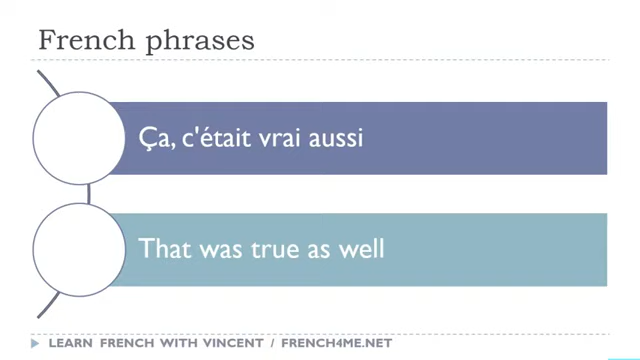 French phrases
Ça, c'était vrai aussi
That was true as well
LEARN FRENCH WITH VINCENT / FRENCH4ME.NET